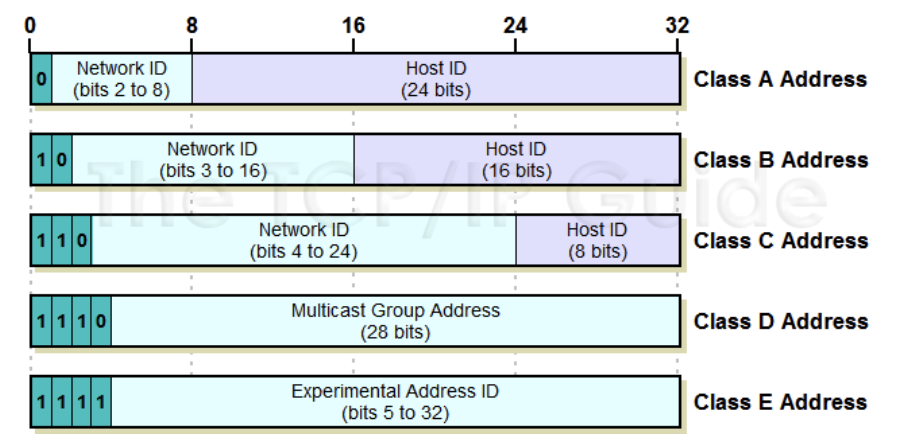 0 8 16 24 32
0 Network ID Host ID Class A Address
(bits 2 to 8) (24 bits)
1 0 Network ID Host ID Class B Address
(bits 3 to 16) (16 bits)
The TCP/IP Guide
1 1 0 Network ID Host ID Class C Address
(bits 4 to 24) (8 bits)
1 1 1 0 Multicast Group Address Class D Address
(28 bits)
1 1 1 1 Experimental Address ID Class E Address
(bits 5 to 32)